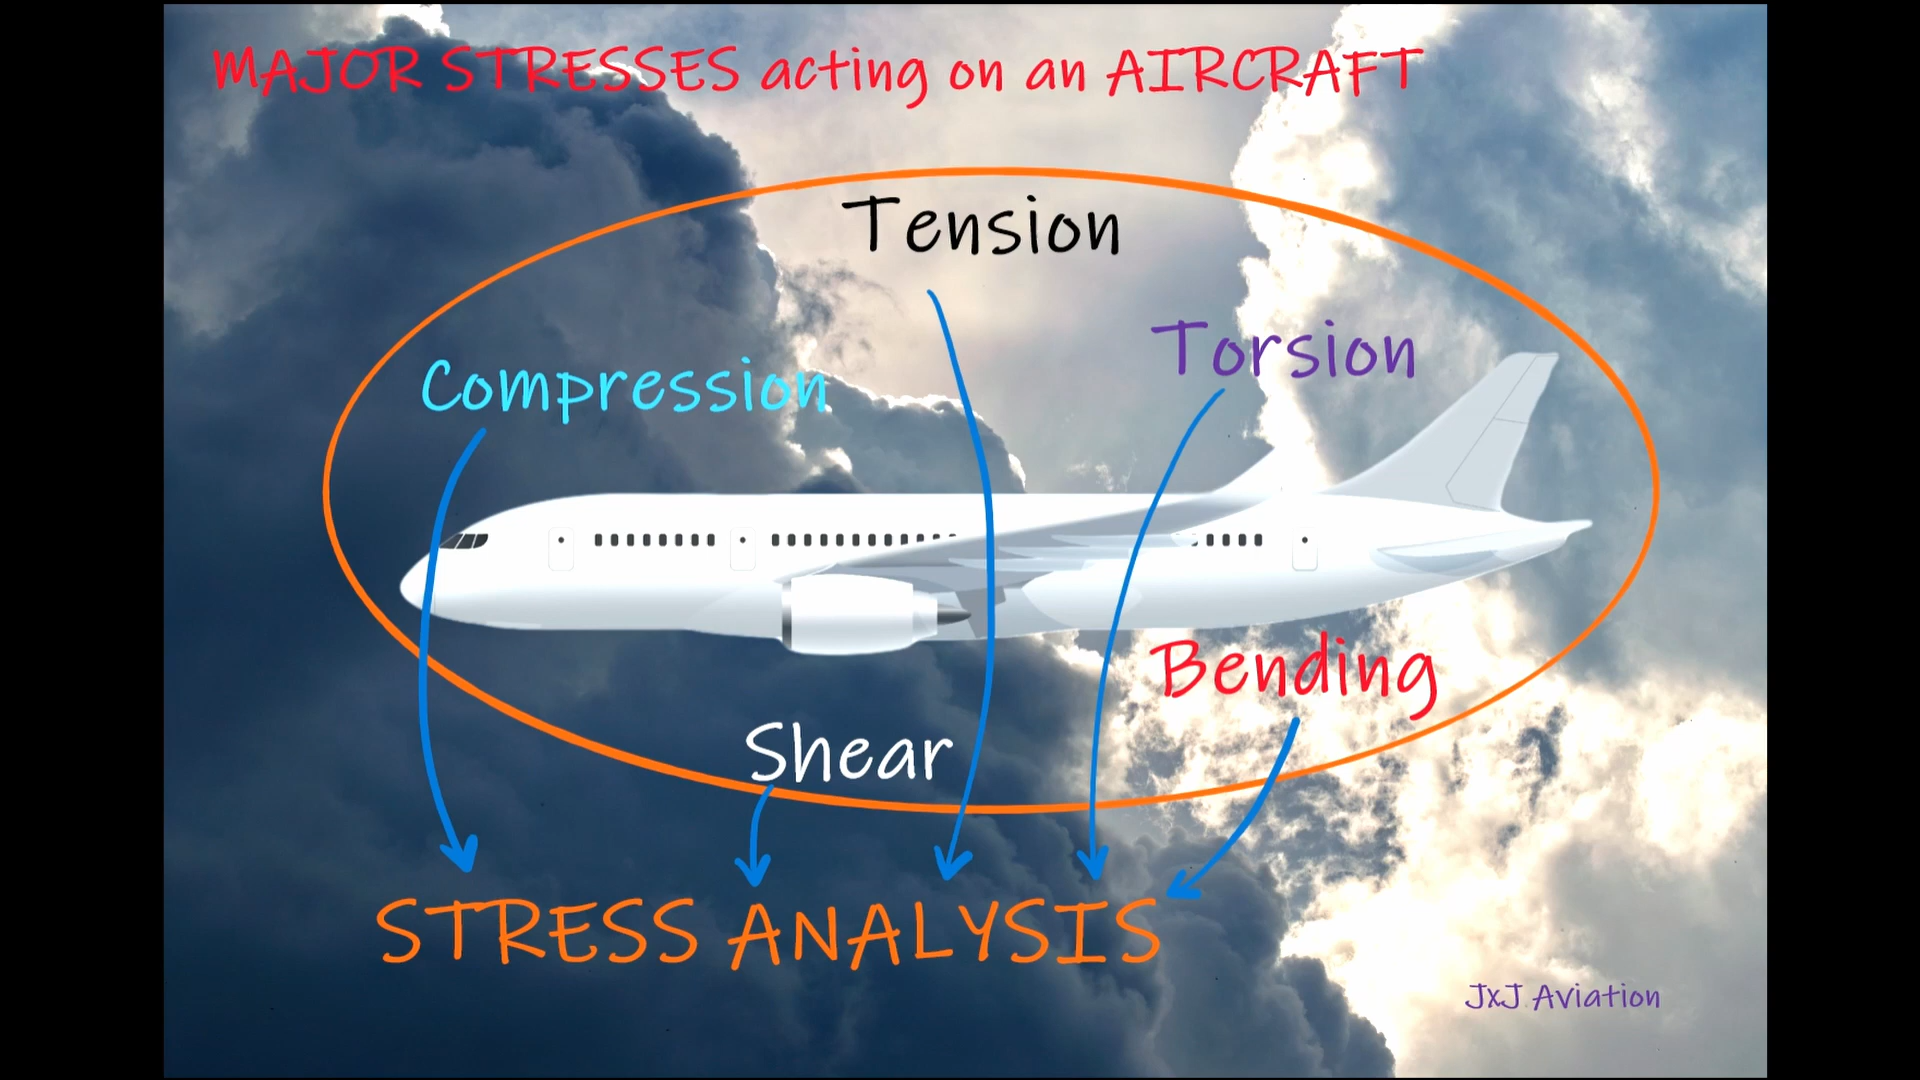 MAJOR STRESSES acting on an AIRCRAFT
Tension
Torsion
Compression
Bending
Shear
STRESS ANALYSIS
JxJ Aviation